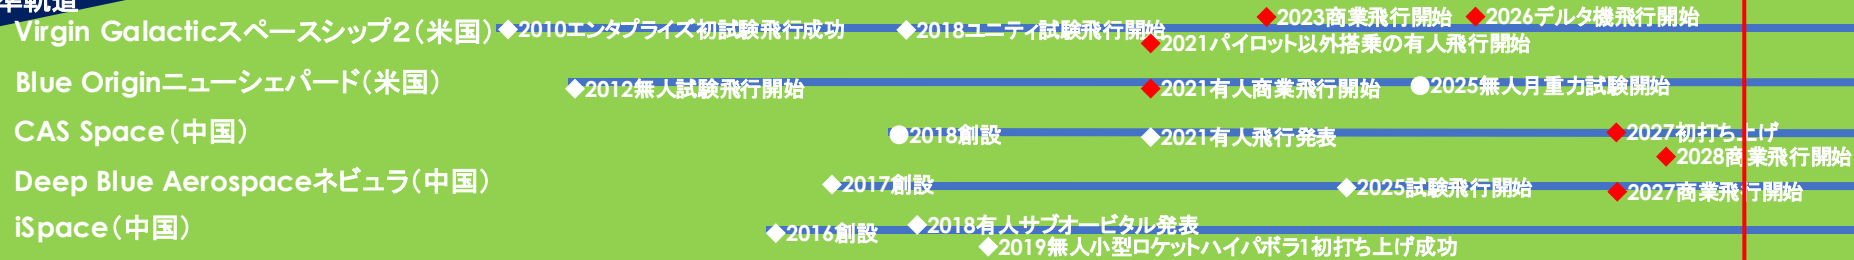 準軌道
Virgin Galacticスペースシップ2（米国） ◆2010エンタプライズ初試験飛行成功 ◆2018ユニティ試験飛行開始 ◆2023商業飛行開始 ◆2026デルタ機飛行開始
◆2021パイロット以外搭乗の有人飛行開始
Blue Originニューシェパード（米国） ◆2012無人試験飛行開始 ◆2021有人商業飛行開始 ●2025無人月重力試験開始
CAS Space（中国） ●2018創設 ◆2021有人飛行発表 ◆2027初打ち上げ
◆2028商業飛行開始
Deep Blue Aerospaceネビュラ（中国） ◆2017創設 ◆2025試験飛行開始 ◆2027商業飛行開始
iSpace（中国） ◆2016創設 ◆2018有人サブオービタル発表
◆2019無人小型ロケットハイパボラ1初打ち上げ成功